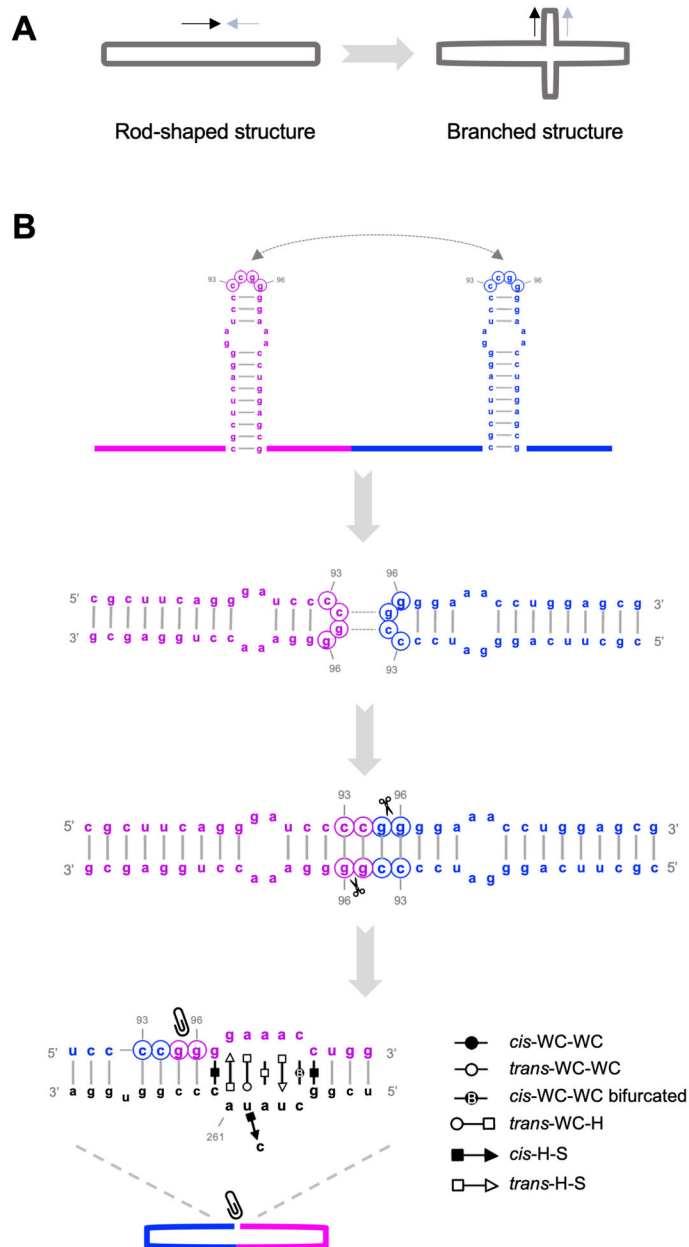 A
Rod-shaped structure
Branched structure
B
93 c c g g 96 93 c c g g 96
c g c g
c g c g
u a u a
a a a a
g a g a
g c g c
g c g c
a u a u
c g c g
u g u g
u a u a
c g c g
g c g c
c g c g
93 96
5' c g c u u c a g g g a u c c c c g g g g a a a a c c u g g a g c g 3'
3' g c g a g g u c c a a a g g g g c c c c u a g g g a c u u c g c 5'
96 93
93 96
5' c g c u u c a g g g a u c c c c g g g g a a a a c c u g g a g c g 3'
3' g c g a g g u c c a a a g g g g c c c c u a g g g a c u u c g c 5'
96 93
93 96
u c c c c g g g g a a a c c u g g 3'
3' a g g u g g c c c a u a u c g g c u 5'
261
c
cis-WC-WC
trans-WC-WC
B cis-WC-WC bifurcated
trans-WC-H
cis-H-S
trans-H-S
B